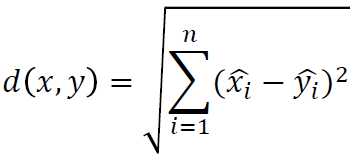 d(x, y) = √(∑_{i=1}^{n} (x̂_i − ŷ_i)²)